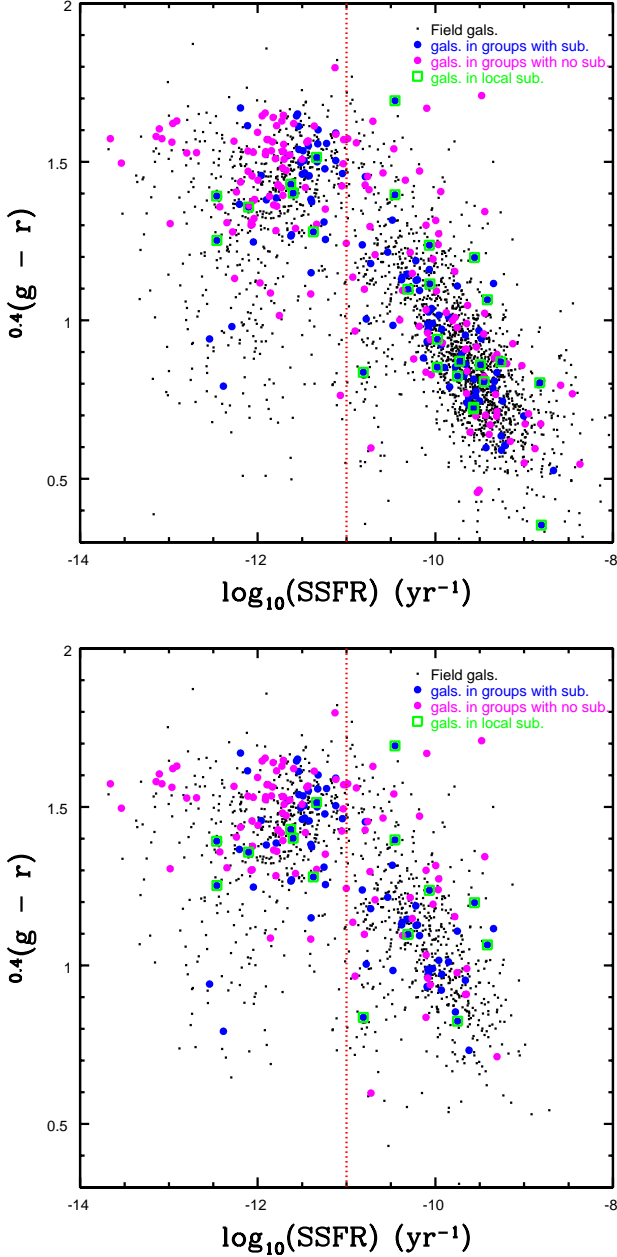 2
1.5
1
0.5
-14
-12
-10
-8
0.4(g − r)
log10(SSFR) (yr−1)
Field gals.
gals. in groups with sub.
gals. in groups with no sub.
gals. in local sub.
2
1.5
1
0.5
-14
-12
-10
-8
0.4(g − r)
log10(SSFR) (yr−1)
Field gals.
gals. in groups with sub.
gals. in groups with no sub.
gals. in local sub.